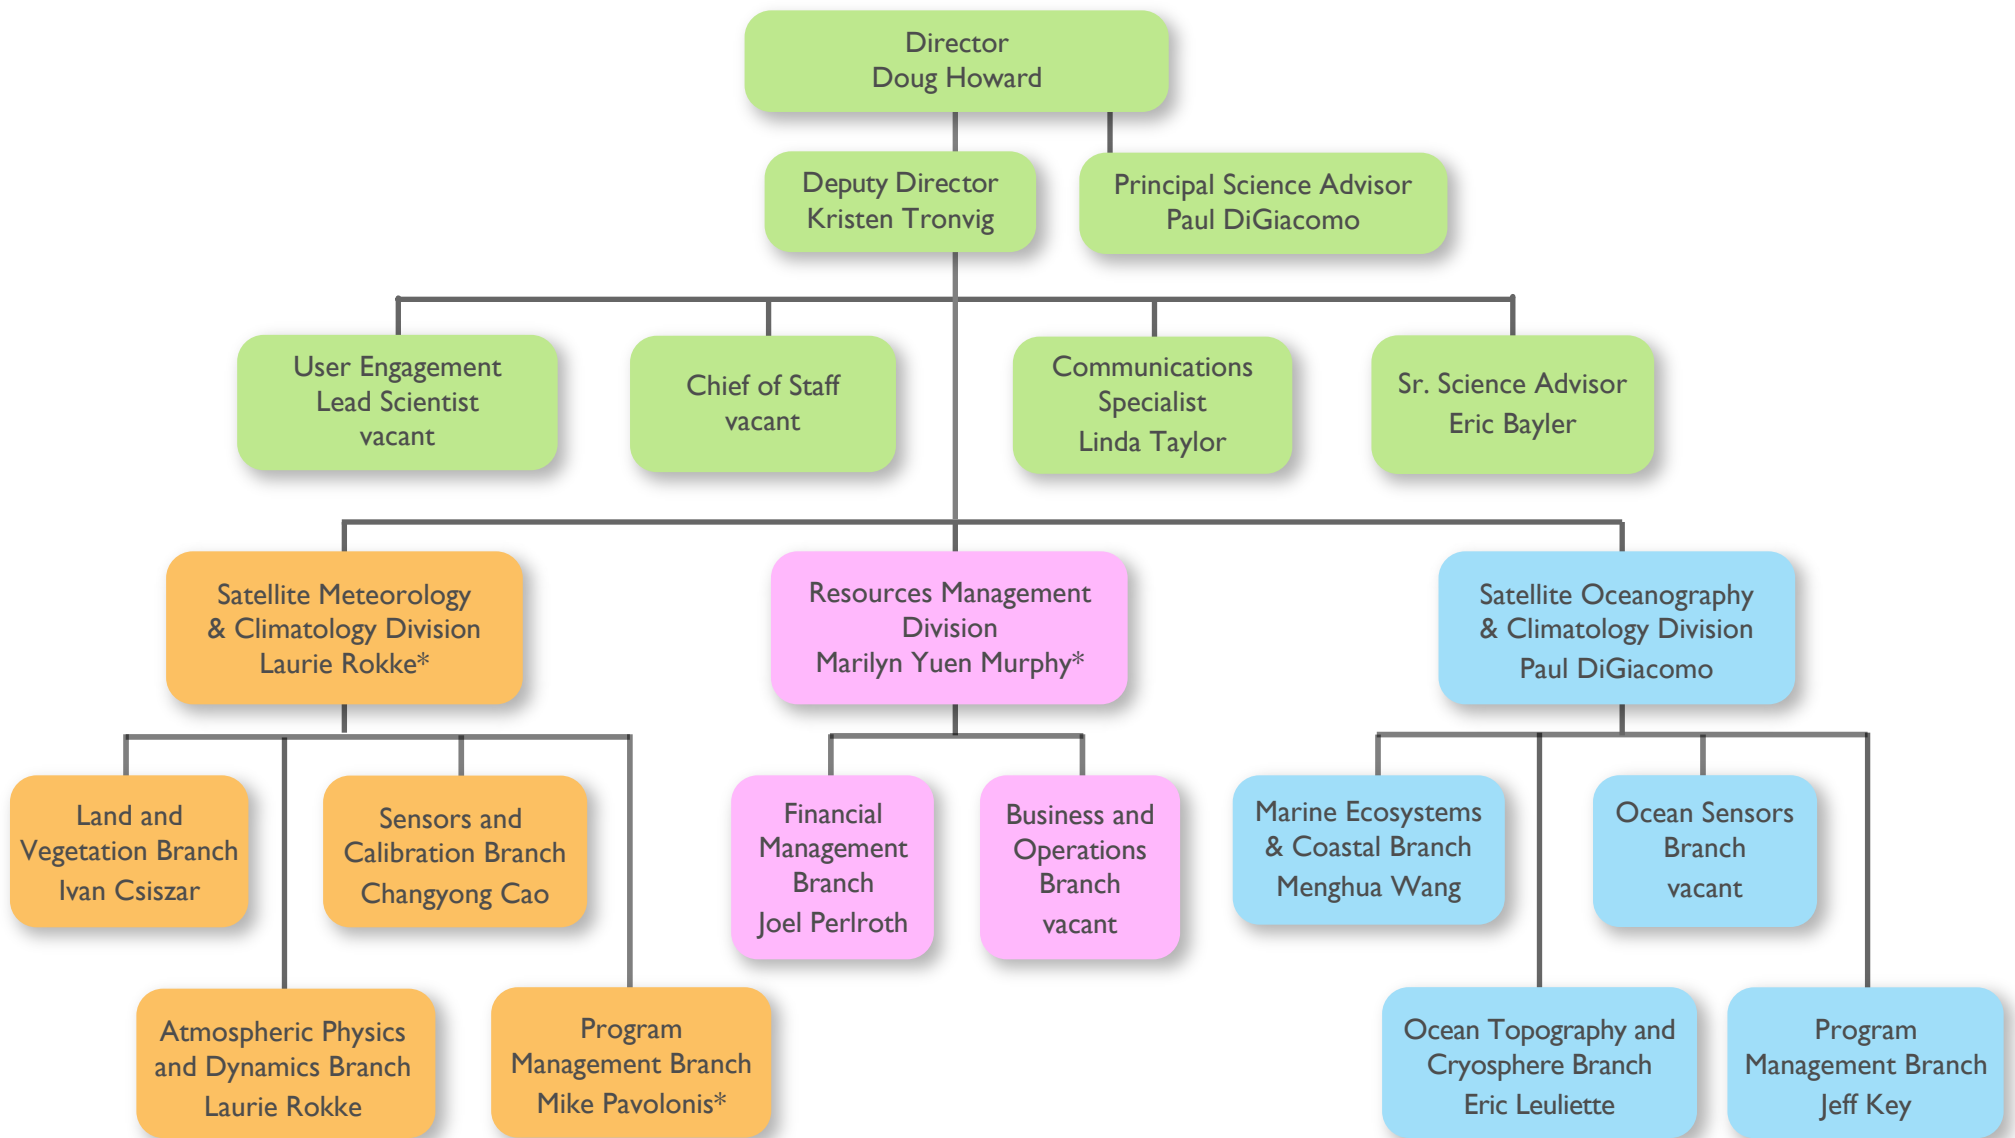 Director
Doug Howard
Deputy Director
Kristen Tronvig
Principal Science Advisor
Paul DiGiacomo
User Engagement
Lead Scientist
vacant
Chief of Staff
vacant
Communications
Specialist
Linda Taylor
Sr. Science Advisor
Eric Bayler
Satellite Meteorology
& Climatology Division
Laurie Rokke*
Resources Management
Division
Marilyn Yuen Murphy*
Satellite Oceanography
& Climatology Division
Paul DiGiacomo
Land and
Vegetation Branch
Ivan Csiszar
Sensors and
Calibration Branch
Changyong Cao
Financial
Management
Branch
Joel Perlroth
Business and
Operations
Branch
vacant
Marine Ecosystems
& Coastal Branch
Menghua Wang
Ocean Sensors
Branch
vacant
Atmospheric Physics
and Dynamics Branch
Laurie Rokke
Program
Management Branch
Mike Pavolonis*
Ocean Topography and
Cryosphere Branch
Eric Leuliette
Program
Management Branch
Jeff Key